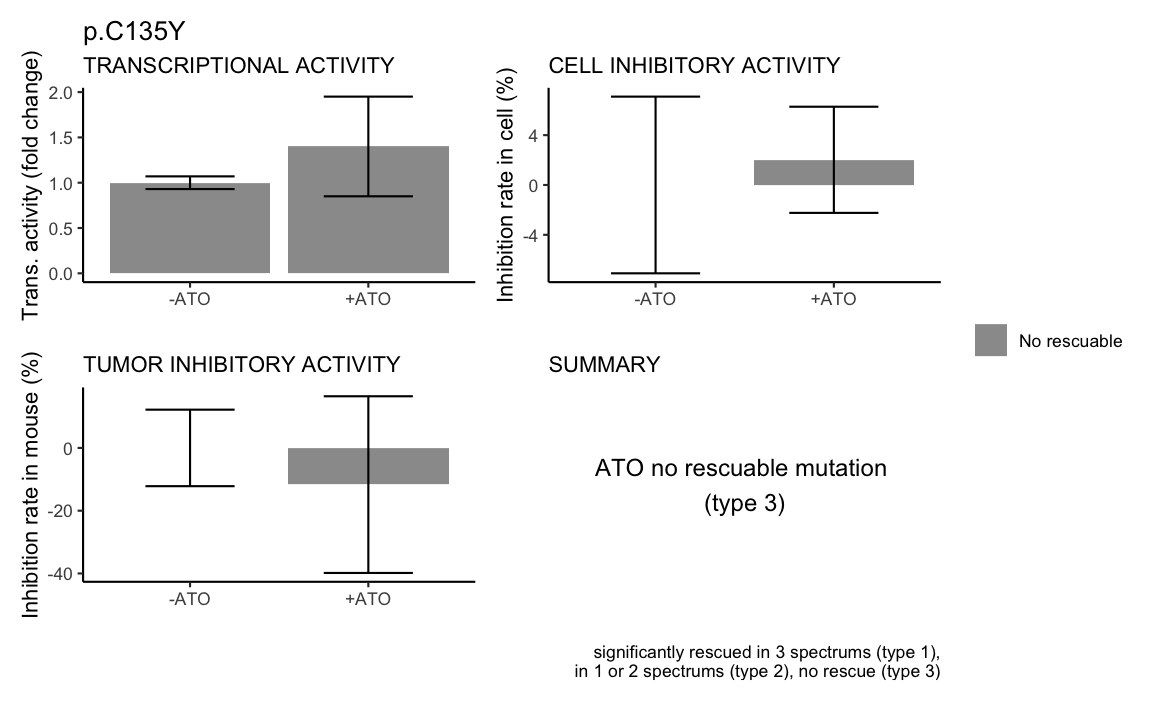 p.C135Y
TRANSCRIPTIONAL ACTIVITY
Trans. activity (fold change)
2.0
1.5
1.0
0.5
0.0
-ATO
+ATO
CELL INHIBITORY ACTIVITY
Inhibition rate in cell (%)
4
0
-4
-ATO
+ATO
No rescuable
TUMOR INHIBITORY ACTIVITY
Inhibition rate in mouse (%)
0
-20
-40
-ATO
+ATO
SUMMARY
ATO no rescuable mutation
(type 3)
significantly rescued in 3 spectrums (type 1),
in 1 or 2 spectrums (type 2), no rescue (type 3)